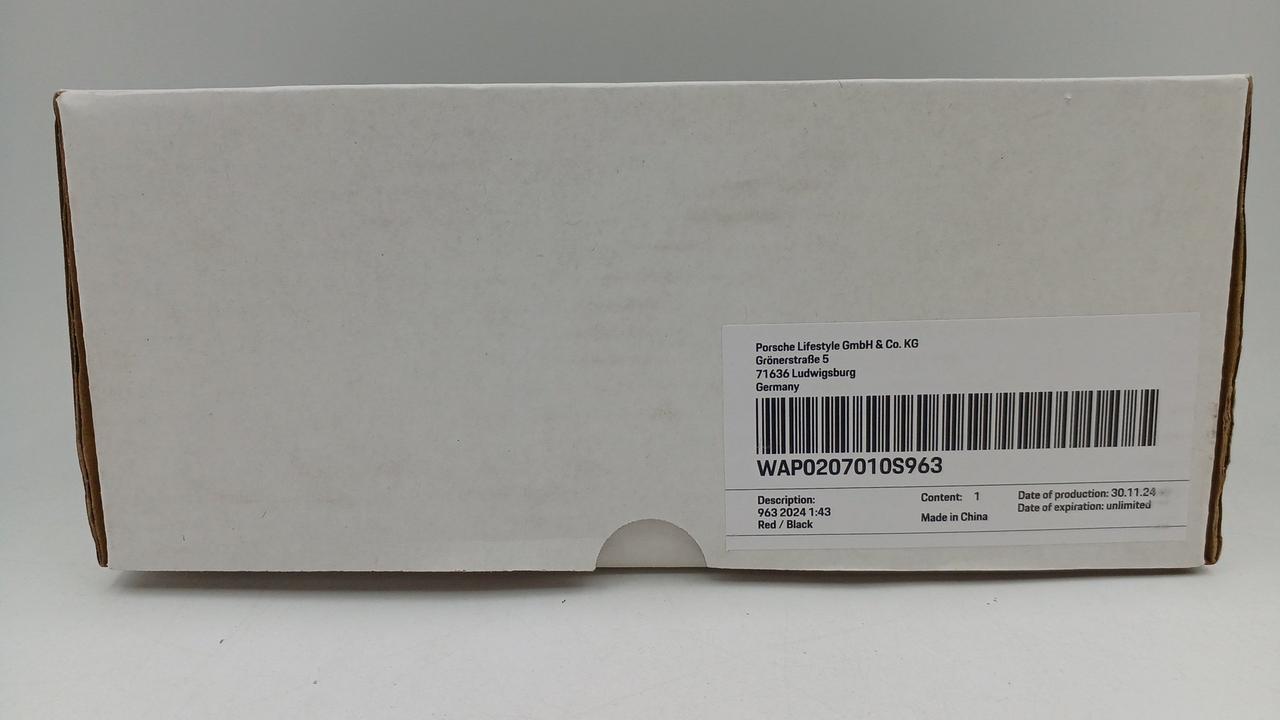 Porsche Lifestyle GmbH & Co. KG
Grönerstraße 5
71636 Ludwigsburg
Germany
WAP0207010S963
Description:
963 2024 1:43
Red / Black
Content: 1
Made in China
Date of production: 30.11.24
Date of expiration: unlimited